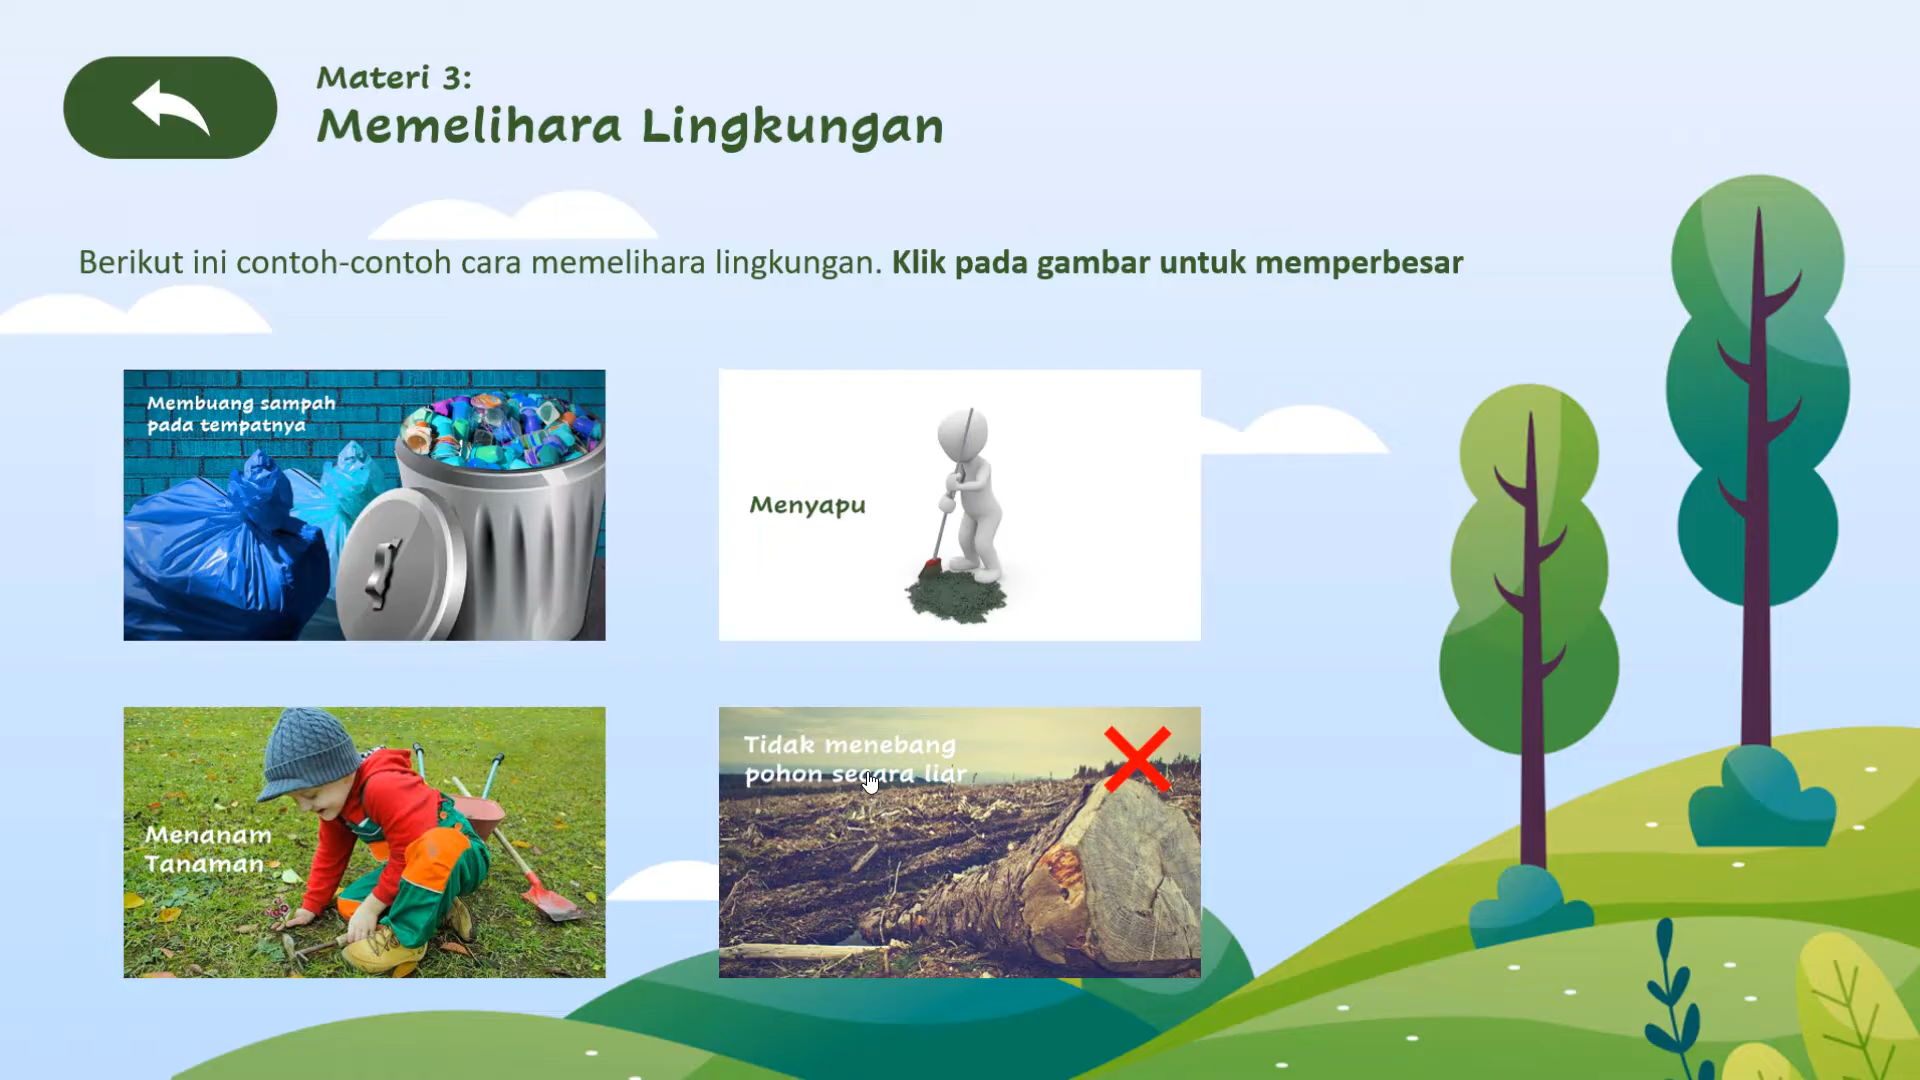 Materi 3:
Memelihara Lingkungan
Berikut ini contoh-contoh cara memelihara lingkungan. Klik pada gambar untuk memperbesar
Membuang sampah
pada tempatnya
Menyapu
Menanam
Tanaman
Tidak menebang
pohon segara liar